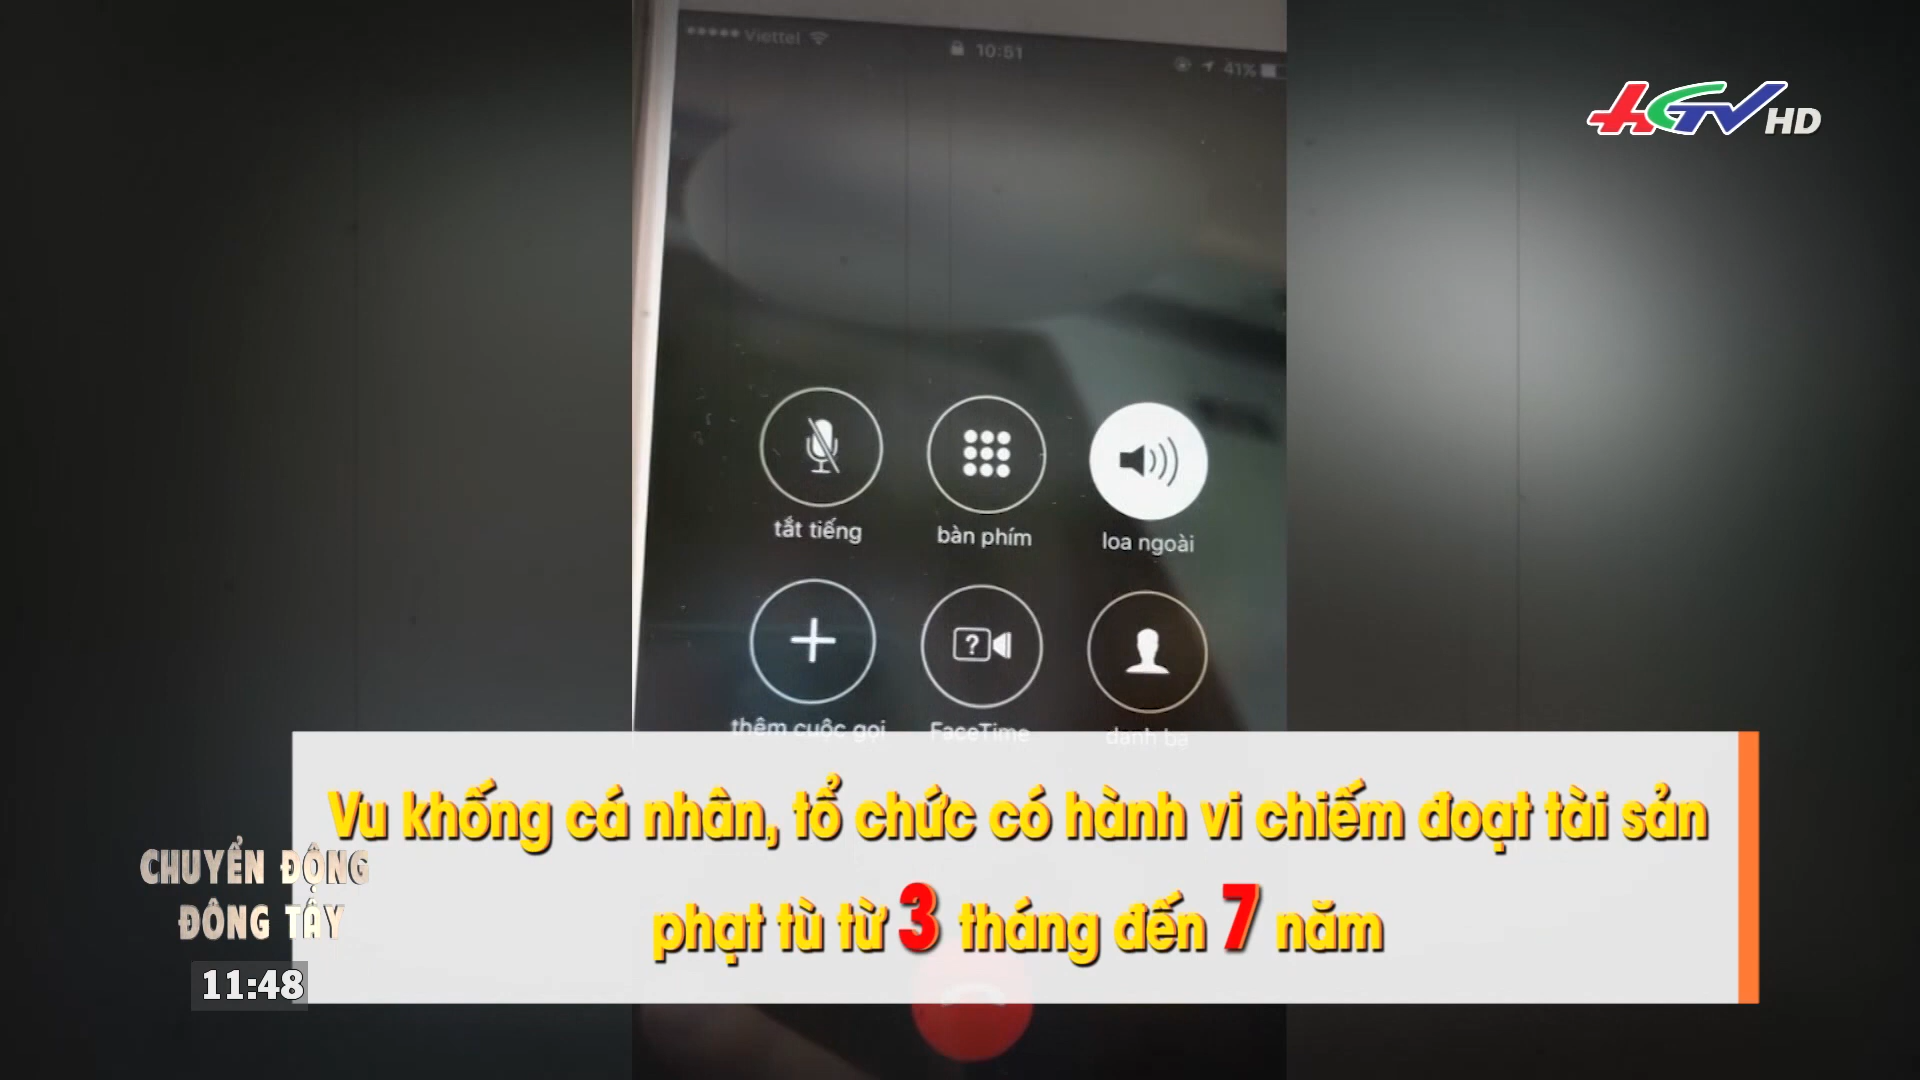 Viettel
10:51
41%
HGTV HD
tắt tiếng
bàn phím
loa ngoài
thêm cuộc gọi
FaceTime
danh bạ
Vu khống cá nhân, tổ chức có hành vi chiếm đoạt tài sản
phạt tù từ 3 tháng đến 7 năm
CHUYỂN ĐỘNG
ĐÔNG TÂY
11:48